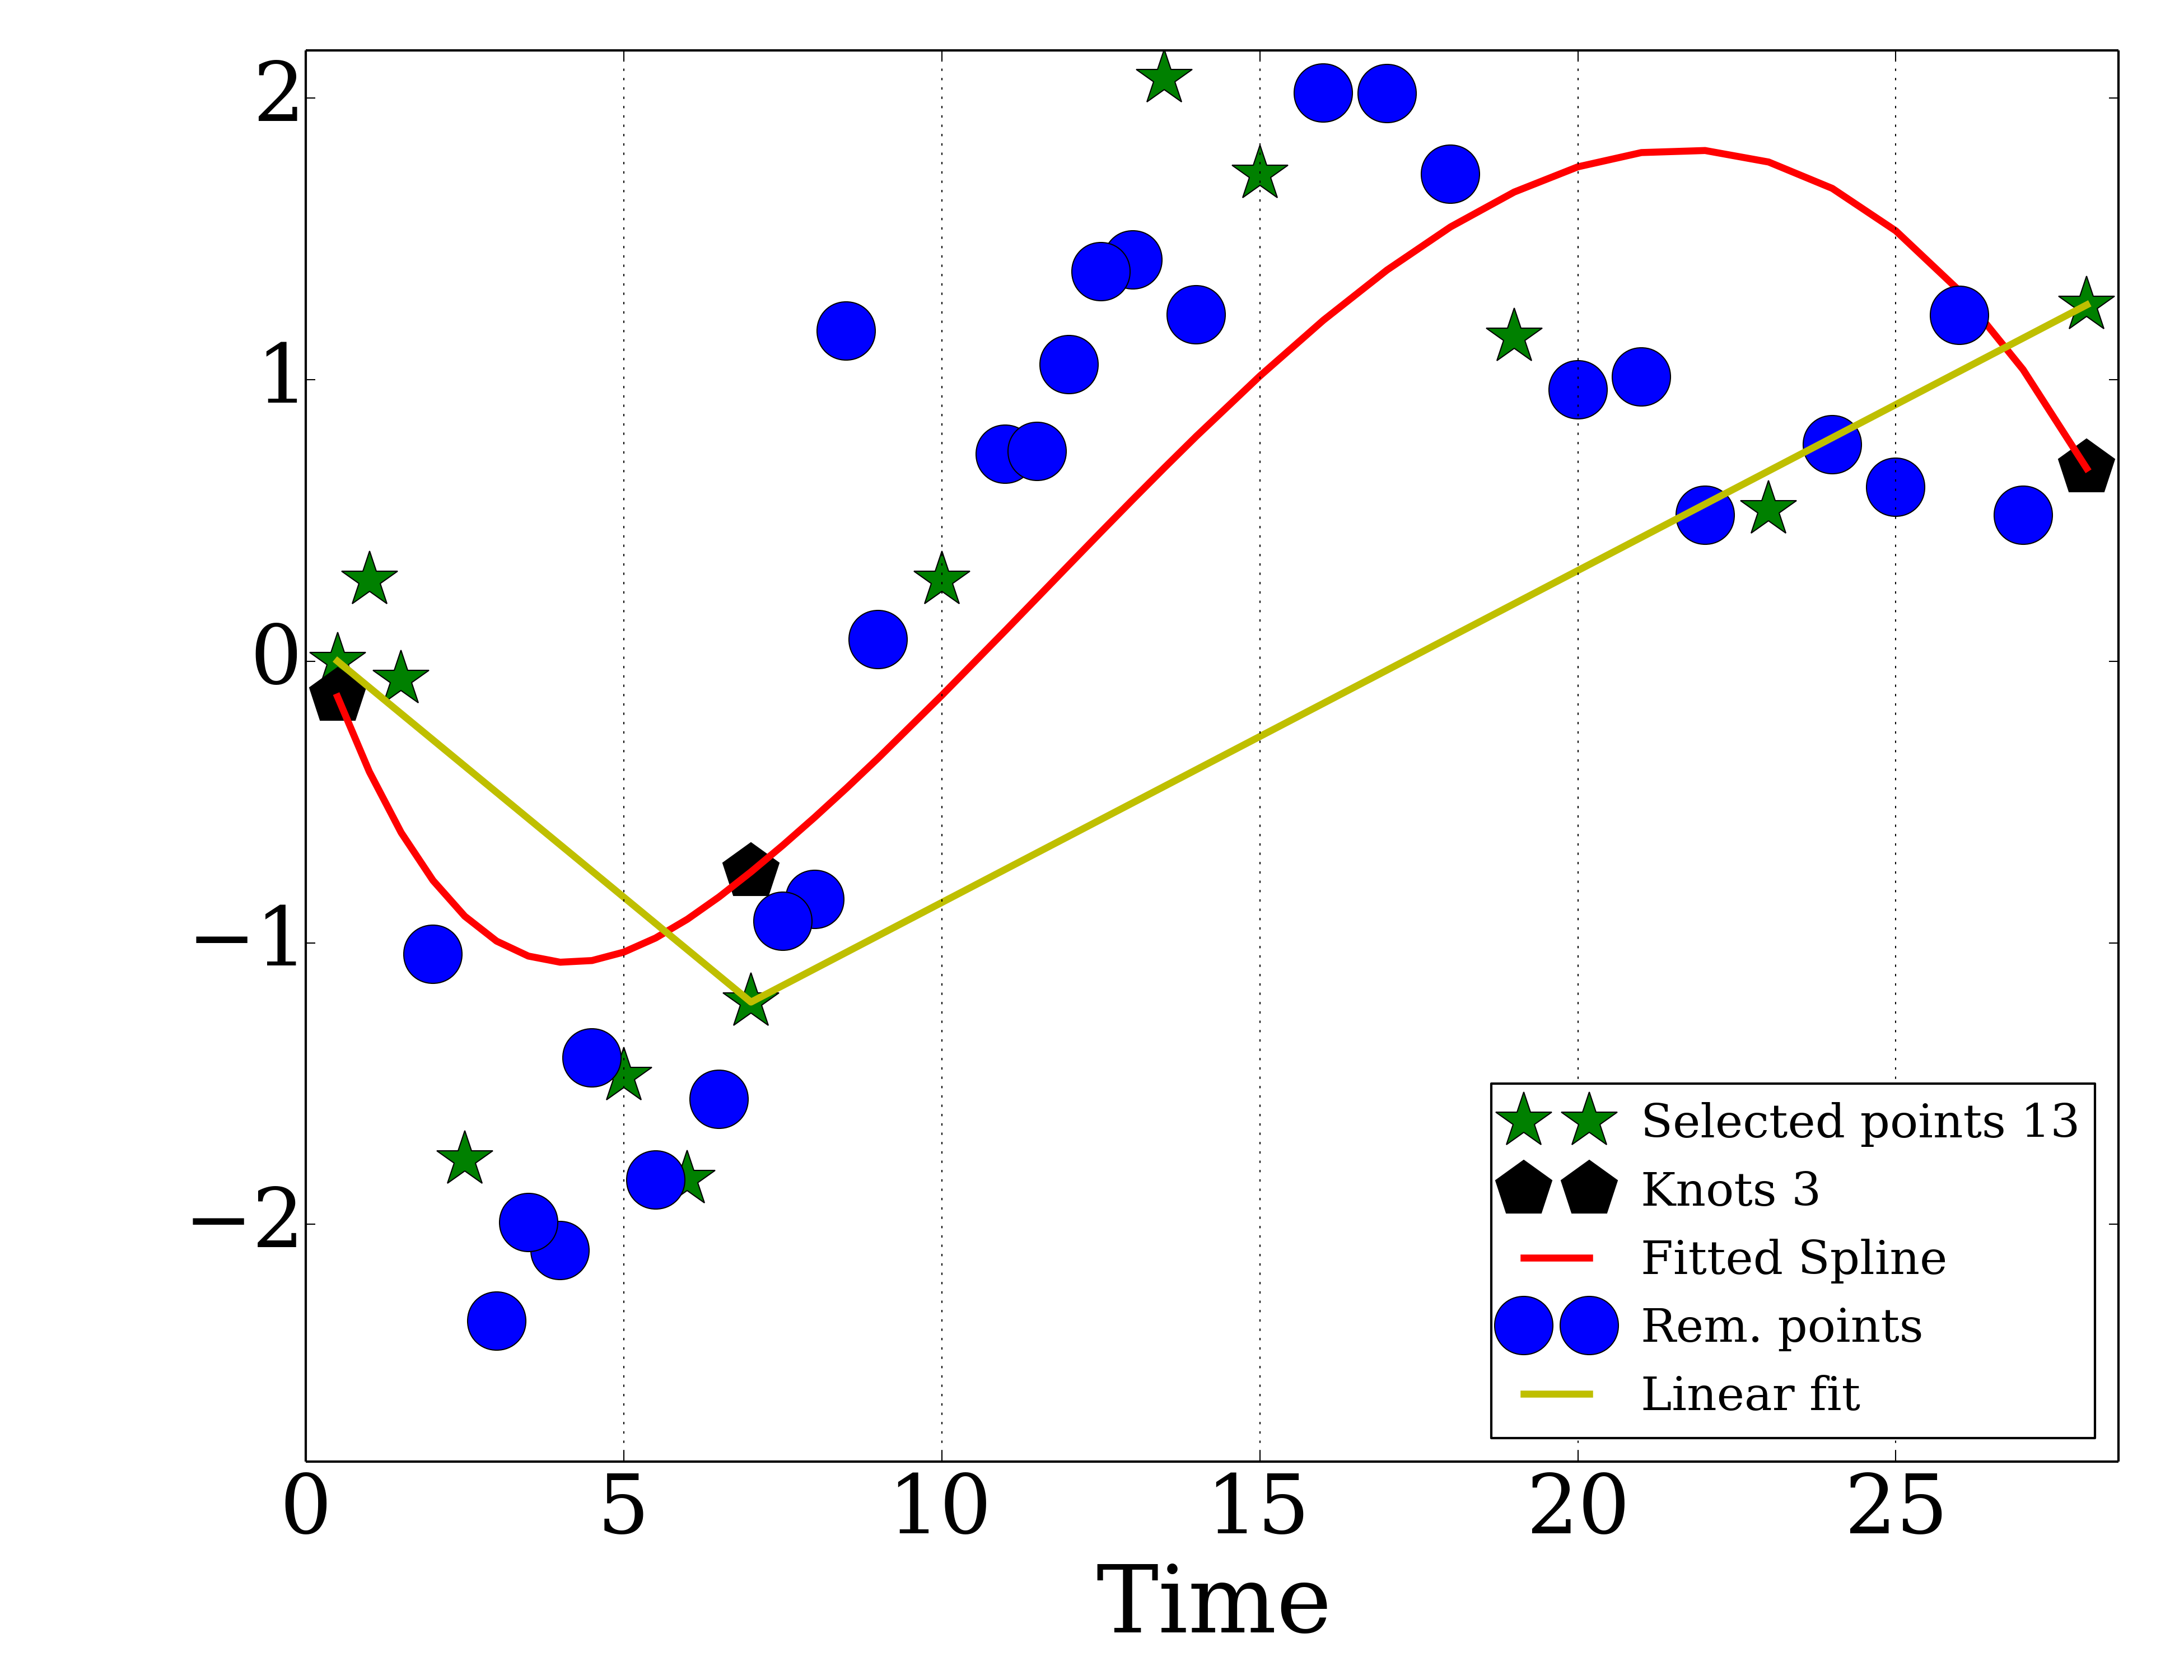 2
1
0
−1
−2
0 5 10 15 20 25
Time
Selected points 13
Knots 3
Fitted Spline
Rem. points
Linear fit